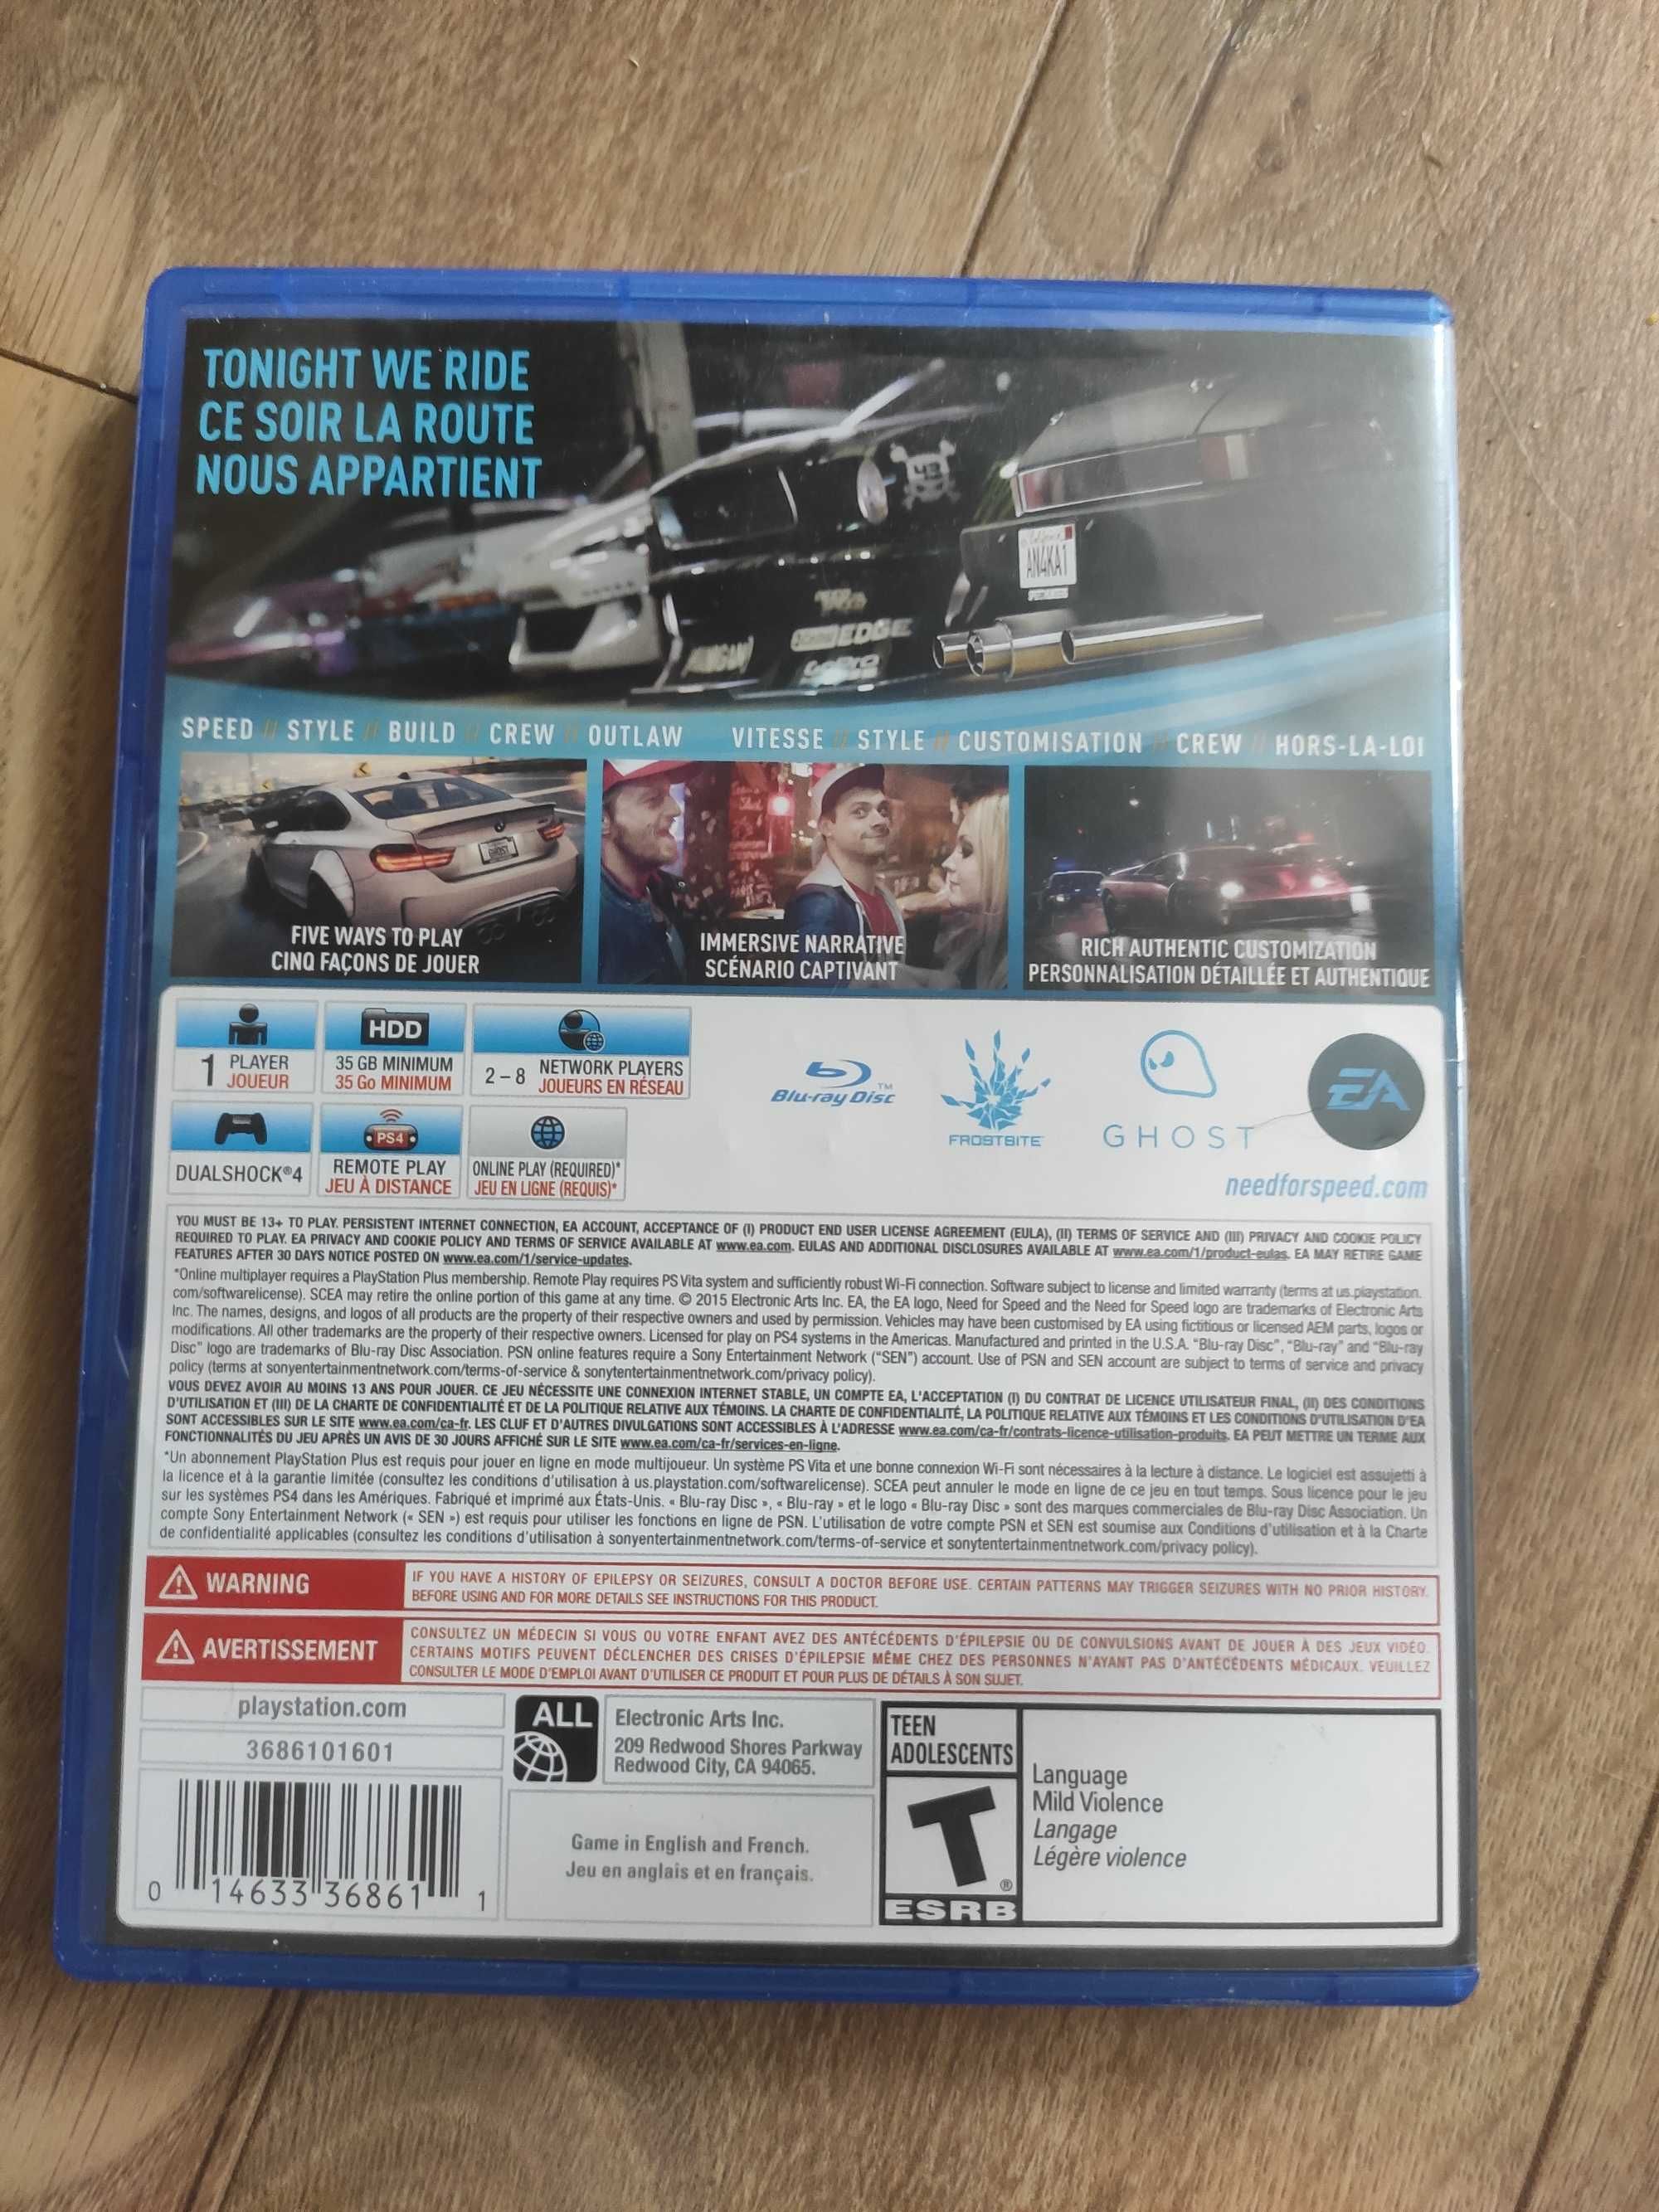 TONIGHT WE RIDE
CE SOIR LA ROUTE
NOUS APPARTIENT
43
AN4KA1
EDGE
GoPro
SPEED // STYLE // BUILD // CREW // OUTLAW
VITESSE // STYLE // CUSTOMISATION // CREW // HORS-LA-LOI
GHOST
FIVE WAYS TO PLAY
CINQ FAÇONS DE JOUER
IMMERSIVE NARRATIVE
SCÉNARIO CAPTIVANT
RICH AUTHENTIC CUSTOMIZATION
PERSONNALISATION DÉTAILLÉE ET AUTHENTIQUE
1 PLAYER
JOUEUR
HDD
35 GB MINIMUM
35 Go MINIMUM
2 – 8 NETWORK PLAYERS
JOUEURS EN RÉSEAU
DUALSHOCK®4
PS4
REMOTE PLAY
JEU À DISTANCE
ONLINE PLAY (REQUIRED)*
JEU EN LIGNE (REQUIS)*
Blu-ray Disc™
FROSTBITE
GHOST
EA
needforspeed.com
YOU MUST BE 13+ TO PLAY. PERSISTENT INTERNET CONNECTION, EA ACCOUNT, ACCEPTANCE OF (I) PRODUCT END USER LICENSE AGREEMENT (EULA), (II) TERMS OF SERVICE AND (III) PRIVACY AND COOKIE POLICY
REQUIRED TO PLAY. EA PRIVACY AND COOKIE POLICY AND TERMS OF SERVICE AVAILABLE AT www.ea.com. EULAS AND ADDITIONAL DISCLOSURES AVAILABLE AT www.ea.com/1/product-eulas. EA MAY RETIRE GAME
FEATURES AFTER 30 DAYS NOTICE POSTED ON www.ea.com/1/service-updates.
*Online multiplayer requires a PlayStation Plus membership. Remote Play requires PS Vita system and sufficiently robust Wi-Fi connection. Software subject to license and limited warranty (terms at us.playstation.
com/softwarelicense). SCEA may retire the online portion of this game at any time. © 2015 Electronic Arts Inc. EA, the EA logo, Need for Speed and the Need for Speed logo are trademarks of Electronic Arts
Inc. The names, designs, and logos of all products are the property of their respective owners and used by permission. Vehicles may have been customised by EA using fictitious or licensed AEM parts, logos or
modifications. All other trademarks are the property of their respective owners. Licensed for play on PS4 systems in the Americas. Manufactured and printed in the U.S.A. "Blu-ray Disc", "Blu-ray" and "Blu-ray
Disc" logo are trademarks of Blu-ray Disc Association. PSN online features require a Sony Entertainment Network ("SEN") account. Use of PSN and SEN account are subject to terms of service and privacy
policy (terms at sonyentertainmentnetwork.com/terms-of-service & sonytentertainmentnetwork.com/privacy policy).
VOUS DEVEZ AVOIR AU MOINS 13 ANS POUR JOUER. CE JEU NÉCESSITE UNE CONNEXION INTERNET STABLE, UN COMPTE EA, L'ACCEPTATION (I) DU CONTRAT DE LICENCE UTILISATEUR FINAL, (II) DES CONDITIONS
D'UTILISATION ET (III) DE LA CHARTE DE CONFIDENTIALITÉ ET DE LA POLITIQUE RELATIVE AUX TÉMOINS. LA CHARTE DE CONFIDENTIALITÉ, LA POLITIQUE RELATIVE AUX TÉMOINS ET LES CONDITIONS D'UTILISATION D'EA
SONT ACCESSIBLES SUR LE SITE www.ea.com/ca-fr. LES CLUF ET D'AUTRES DIVULGATIONS SONT ACCESSIBLES À L'ADRESSE www.ea.com/ca-fr/contrats-licence-utilisation-produits. EA PEUT METTRE UN TERME AUX
FONCTIONNALITÉS DU JEU APRÈS UN AVIS DE 30 JOURS AFFICHÉ SUR LE SITE www.ea.com/ca-fr/services-en-ligne.
*Un abonnement PlayStation Plus est requis pour jouer en ligne en mode multijoueur. Un système PS Vita et une bonne connexion Wi-Fi sont nécessaires à la lecture à distance. Le logiciel est assujetti à
la licence et à la garantie limitée (consultez les conditions d'utilisation à us.playstation.com/softwarelicense). SCEA peut annuler le mode en ligne de ce jeu en tout temps. Sous licence pour le jeu
sur les systèmes PS4 dans les Amériques. Fabriqué et imprimé aux États-Unis. « Blu-ray Disc », « Blu-ray » et le logo « Blu-ray Disc » sont des marques commerciales de Blu-ray Disc Association. Un
compte Sony Entertainment Network (« SEN ») est requis pour utiliser les fonctions en ligne de PSN. L'utilisation de votre compte PSN et SEN est soumise aux Conditions d'utilisation et à la Charte
de confidentialité applicables (consultez les conditions d'utilisation à sonyentertainmentnetwork.com/terms-of-service et sonytentertainmentnetwork.com/privacy policy).
WARNING
IF YOU HAVE A HISTORY OF EPILEPSY OR SEIZURES, CONSULT A DOCTOR BEFORE USE. CERTAIN PATTERNS MAY TRIGGER SEIZURES WITH NO PRIOR HISTORY.
BEFORE USING AND FOR MORE DETAILS SEE INSTRUCTIONS FOR THIS PRODUCT.
AVERTISSEMENT
CONSULTEZ UN MÉDECIN SI VOUS OU VOTRE ENFANT AVEZ DES ANTÉCÉDENTS D'ÉPILEPSIE OU DE CONVULSIONS AVANT DE JOUER À DES JEUX VIDÉO.
CERTAINS MOTIFS PEUVENT DÉCLENCHER DES CRISES D'ÉPILEPSIE MÊME CHEZ DES PERSONNES N'AYANT PAS D'ANTÉCÉDENTS MÉDICAUX. VEUILLEZ
CONSULTER LE MODE D'EMPLOI AVANT D'UTILISER CE PRODUIT ET POUR PLUS DE DÉTAILS À SON SUJET.
playstation.com
3686101601
0 14633 36861 1
ALL
Electronic Arts Inc.
209 Redwood Shores Parkway
Redwood City, CA 94065.
Game in English and French.
Jeu en anglais et en français.
TEEN
ADOLESCENTS
T®
ESRB
Language
Mild Violence
Langage
Légère violence